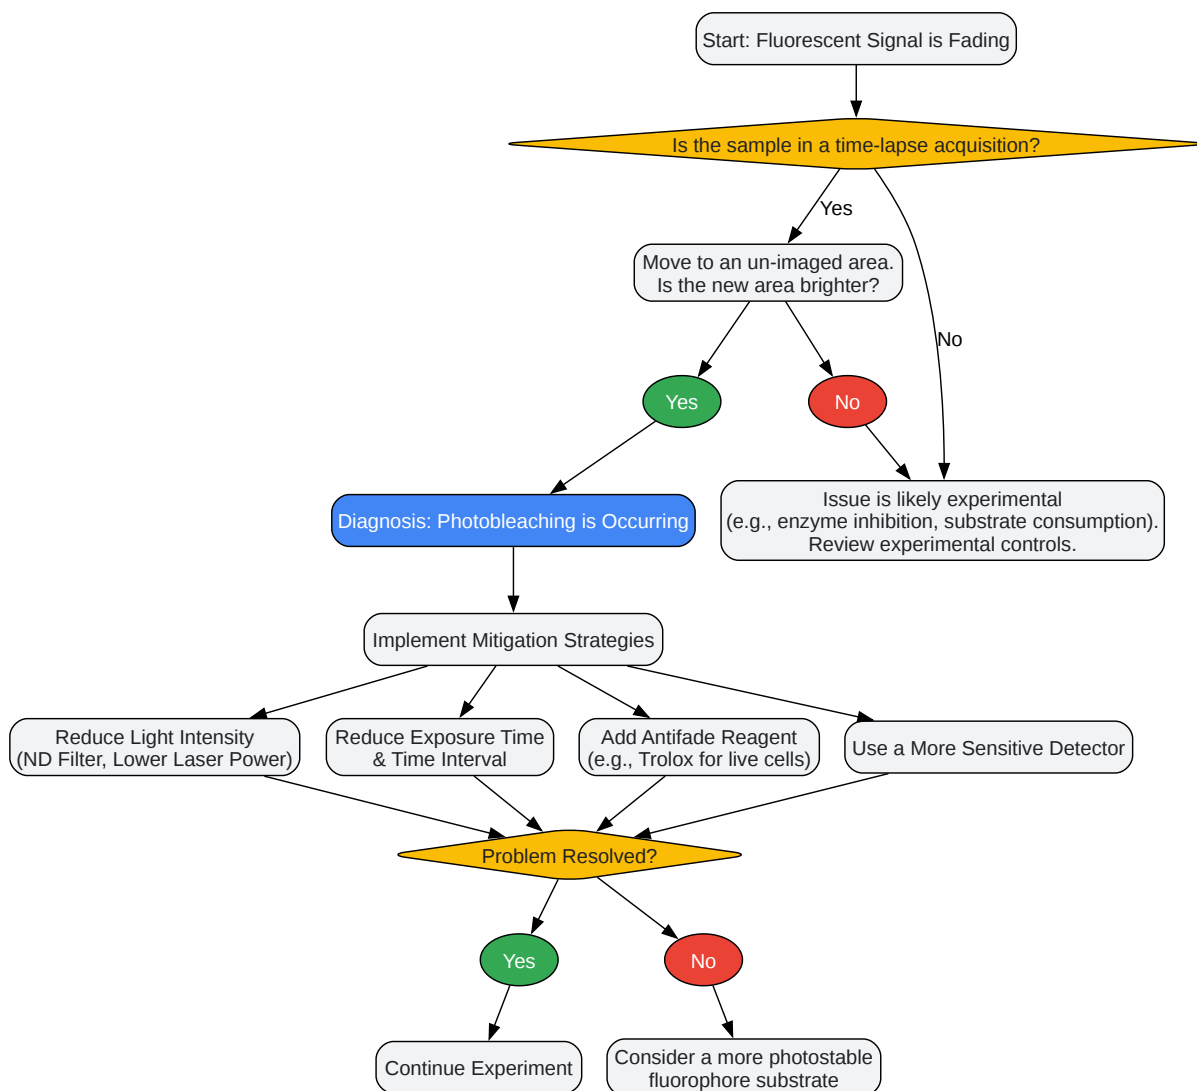 Start: Fluorescent Signal is Fading
Is the sample in a time-lapse acquisition?
Yes
Move to an un-imaged area.
Is the new area brighter?
No
Yes
No
Issue is likely experimental
(e.g., enzyme inhibition, substrate consumption).
Review experimental controls.
Diagnosis: Photobleaching is Occurring
Implement Mitigation Strategies
Reduce Light Intensity
(ND Filter, Lower Laser Power)
Reduce Exposure Time
& Time Interval
Add Antifade Reagent
(e.g., Trolox for live cells)
Use a More Sensitive Detector
Problem Resolved?
Yes
No
Continue Experiment
Consider a more photostable
fluorophore substrate